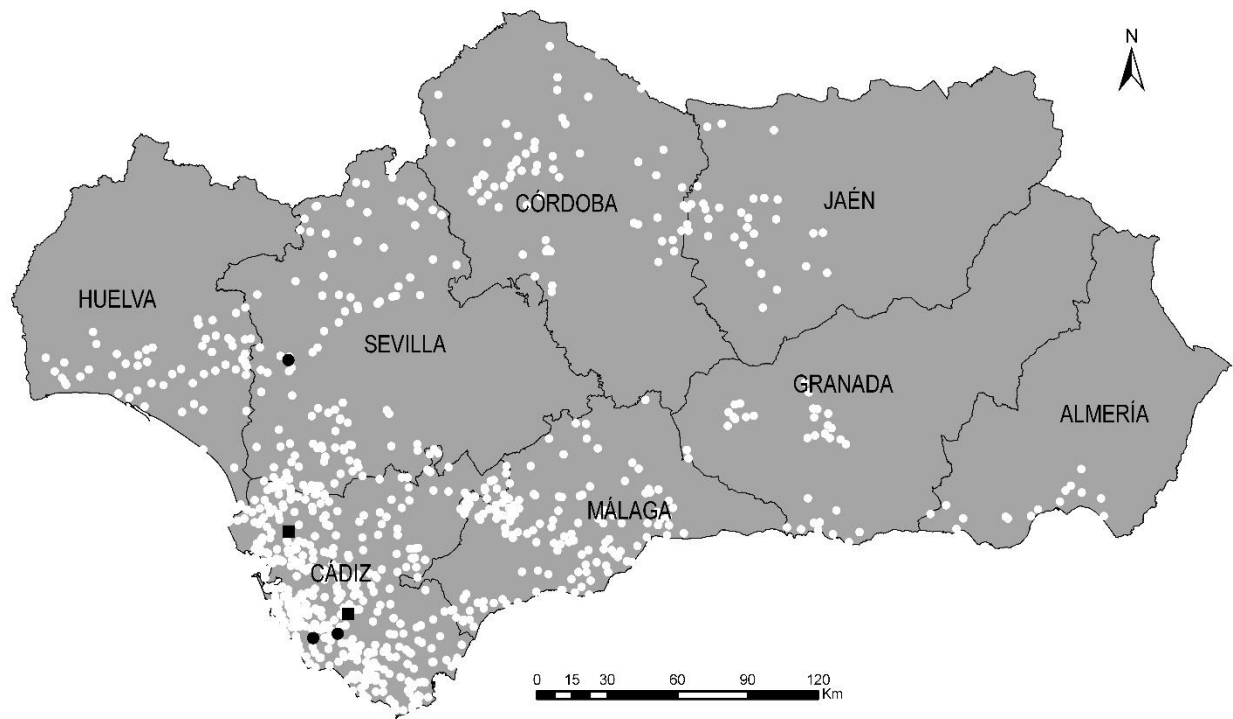 N
CÓRDOBA
JAÉN
HUELVA
SEVILLA
GRANADA
ALMERÍA
MÁLAGA
CÁDIZ
0 15 30 60 90 120
Km